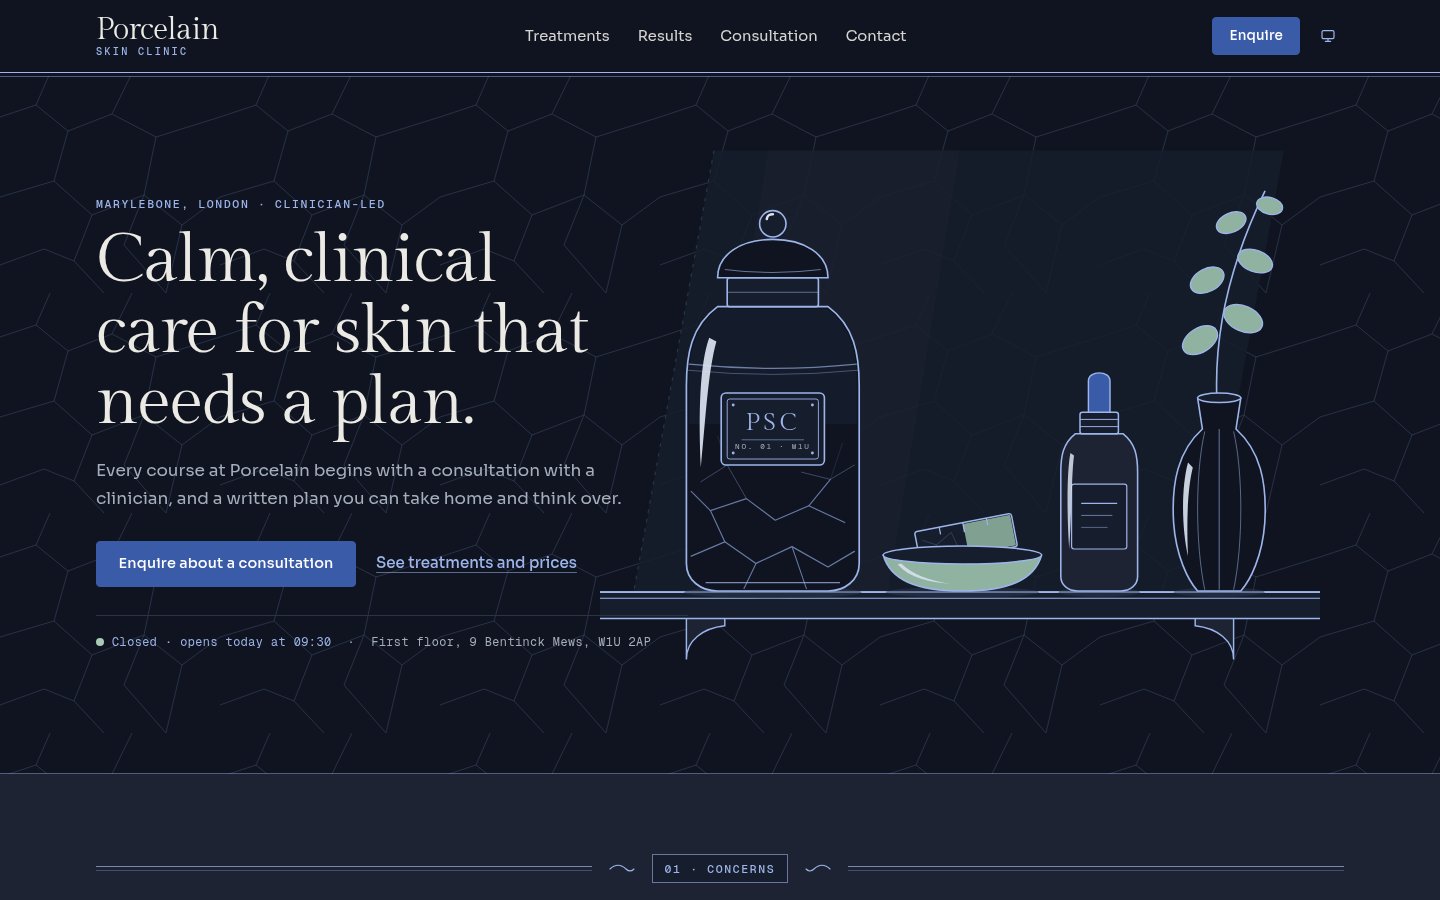 Porcelain
SKIN CLINIC
Treatments
Results
Consultation
Contact
Enquire
MARYLEBONE, LONDON · CLINICIAN-LED
Calm, clinical
care for skin that
needs a plan.
Every course at Porcelain begins with a consultation with a
clinician, and a written plan you can take home and think over.
Enquire about a consultation
See treatments and prices
Closed · opens today at 09:30 · First floor, 9 Bentinck Mews, W1U 2AP
PSC
NO. 01 · W1U
01 · CONCERNS